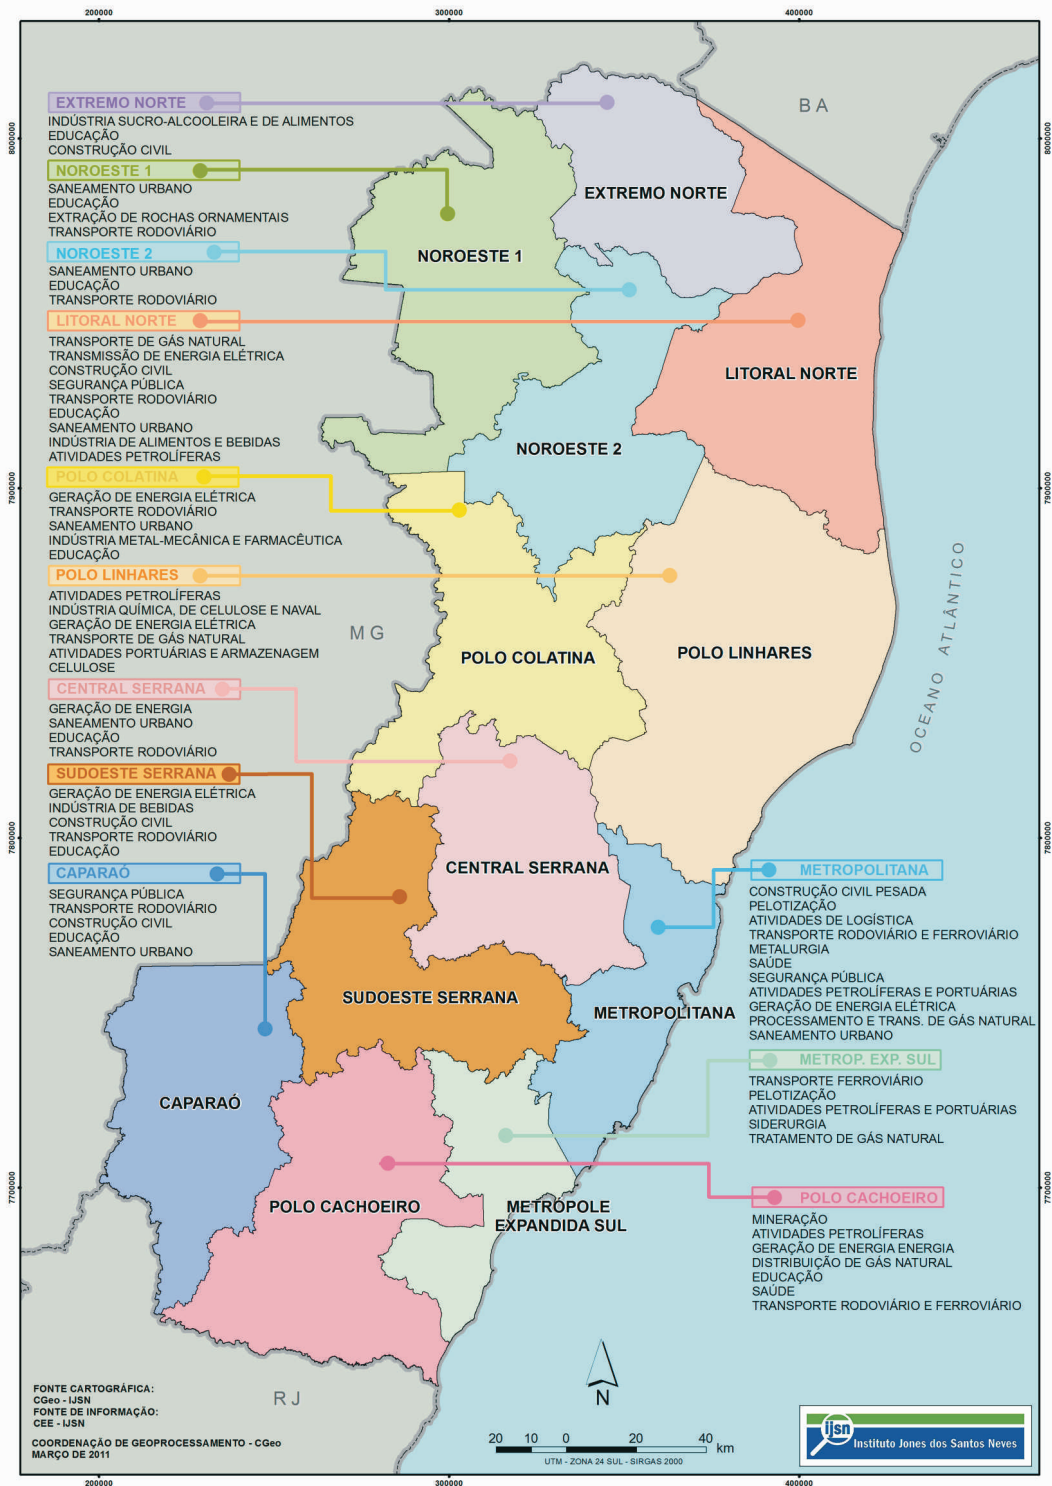 200000
300000
400000
8000000
7900000
7800000
7700000
EXTREMO NORTE
INDÚSTRIA SUCRO-ALCOOLEIRA E DE ALIMENTOS
EDUCAÇÃO
CONSTRUÇÃO CIVIL
NOROESTE 1
SANEAMENTO URBANO
EDUCAÇÃO
EXTRAÇÃO DE ROCHAS ORNAMENTAIS
TRANSPORTE RODOVIÁRIO
NOROESTE 2
SANEAMENTO URBANO
EDUCAÇÃO
TRANSPORTE RODOVIÁRIO
LITORAL NORTE
TRANSPORTE DE GÁS NATURAL
TRANSMISSÃO DE ENERGIA ELÉTRICA
CONSTRUÇÃO CIVIL
SEGURANÇA PÚBLICA
TRANSPORTE RODOVIÁRIO
EDUCAÇÃO
SANEAMENTO URBANO
INDÚSTRIA DE ALIMENTOS E BEBIDAS
ATIVIDADES PETROLÍFERAS
POLO COLATINA
GERAÇÃO DE ENERGIA ELÉTRICA
TRANSPORTE RODOVIÁRIO
SANEAMENTO URBANO
INDÚSTRIA METAL-MECÂNICA E FARMACÊUTICA
EDUCAÇÃO
POLO LINHARES
ATIVIDADES PETROLÍFERAS
INDÚSTRIA QUÍMICA, DE CELULOSE E NAVAL
GERAÇÃO DE ENERGIA ELÉTRICA
TRANSPORTE DE GÁS NATURAL
ATIVIDADES PORTUÁRIAS E ARMAZENAGEM
CELULOSE
CENTRAL SERRANA
GERAÇÃO DE ENERGIA
SANEAMENTO URBANO
EDUCAÇÃO
TRANSPORTE RODOVIÁRIO
SUDOESTE SERRANA
GERAÇÃO DE ENERGIA ELÉTRICA
INDÚSTRIA DE BEBIDAS
CONSTRUÇÃO CIVIL
TRANSPORTE RODOVIÁRIO
EDUCAÇÃO
CAPARAÓ
SEGURANÇA PÚBLICA
TRANSPORTE RODOVIÁRIO
CONSTRUÇÃO CIVIL
EDUCAÇÃO
SANEAMENTO URBANO
BA
EXTREMO NORTE
NOROESTE 1
LITORAL NORTE
NOROESTE 2
MG
POLO COLATINA
POLO LINHARES
OCEANO ATLÂNTICO
CENTRAL SERRANA
SUDOESTE SERRANA
METROPOLITANA
CAPARAÓ
POLO CACHOEIRO
METRÓPOLE
EXPANDIDA SUL
RJ
METROPOLITANA
CONSTRUÇÃO CIVIL PESADA
PELOTIZAÇÃO
ATIVIDADES DE LOGÍSTICA
TRANSPORTE RODOVIÁRIO E FERROVIÁRIO
METALURGIA
SAÚDE
SEGURANÇA PÚBLICA
ATIVIDADES PETROLÍFERAS E PORTUÁRIAS
GERAÇÃO DE ENERGIA ELÉTRICA
PROCESSAMENTO E TRANS. DE GÁS NATURAL
SANEAMENTO URBANO
METROP. EXP. SUL
TRANSPORTE FERROVIÁRIO
PELOTIZAÇÃO
ATIVIDADES PETROLÍFERAS E PORTUÁRIAS
SIDERURGIA
TRATAMENTO DE GÁS NATURAL
POLO CACHOEIRO
MINERAÇÃO
ATIVIDADES PETROLÍFERAS
GERAÇÃO DE ENERGIA ENERGIA
DISTRIBUIÇÃO DE GÁS NATURAL
EDUCAÇÃO
SAÚDE
TRANSPORTE RODOVIÁRIO E FERROVIÁRIO
FONTE CARTOGRÁFICA:
CGeo - IJSN
FONTE DE INFORMAÇÃO:
CEE - IJSN
COORDENAÇÃO DE GEOPROCESSAMENTO - CGeo
MARÇO DE 2011
N
20 10 0 20 40
km
UTM - ZONA 24 SUL - SIRGAS 2000
ijsn
Instituto Jones dos Santos Neves
8000000
7900000
7800000
7700000
200000
300000
400000